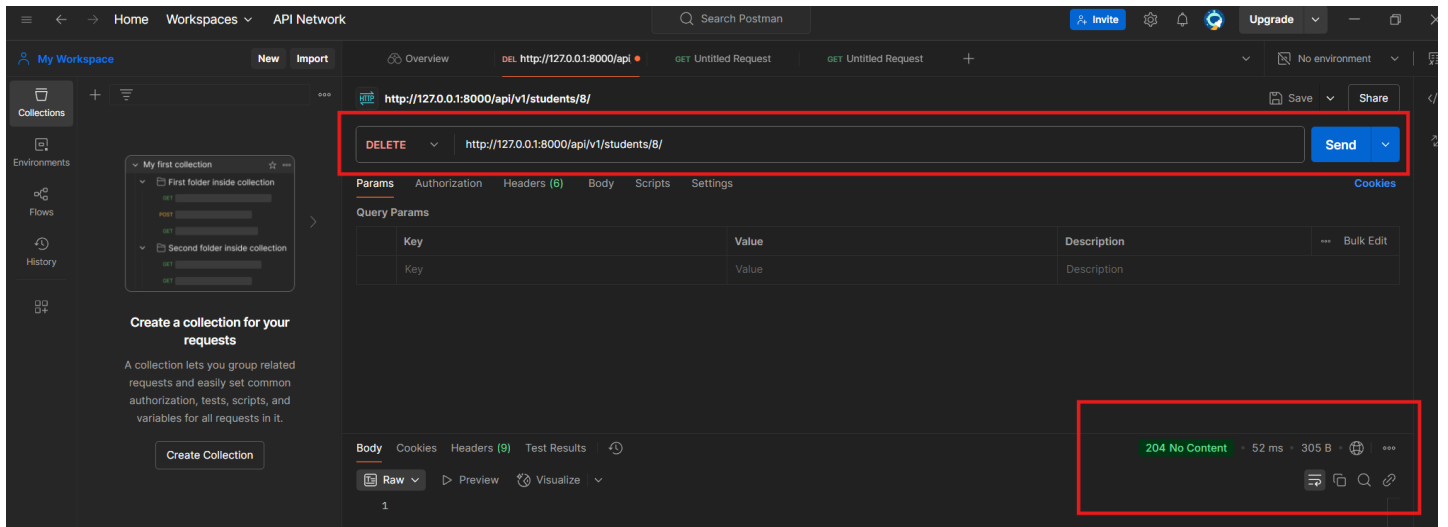 Home Workspaces API Network Search Postman Invite Upgrade
My Workspace New Import Overview DEL http://127.0.0.1:8000/api/ GET Untitled Request GET Untitled Request No environment
Collections
HTTP http://127.0.0.1:8000/api/v1/students/8/ Save Share
Environments
DELETE http://127.0.0.1:8000/api/v1/students/8/ Send
My first collection
First folder inside collection
GET
POST
GET
Second folder inside collection
GET
GET
Flows
History
Params Authorization Headers (6) Body Scripts Settings Cookies
Query Params
Key Value Description Bulk Edit
Key Value Description
Create a collection for your
requests
A collection lets you group related
requests and easily set common
authorization, tests, scripts, and
variables for all requests in it.
Create Collection
Body Cookies Headers (9) Test Results 204 No Content 52 ms 305 B
Raw Preview Visualize
1